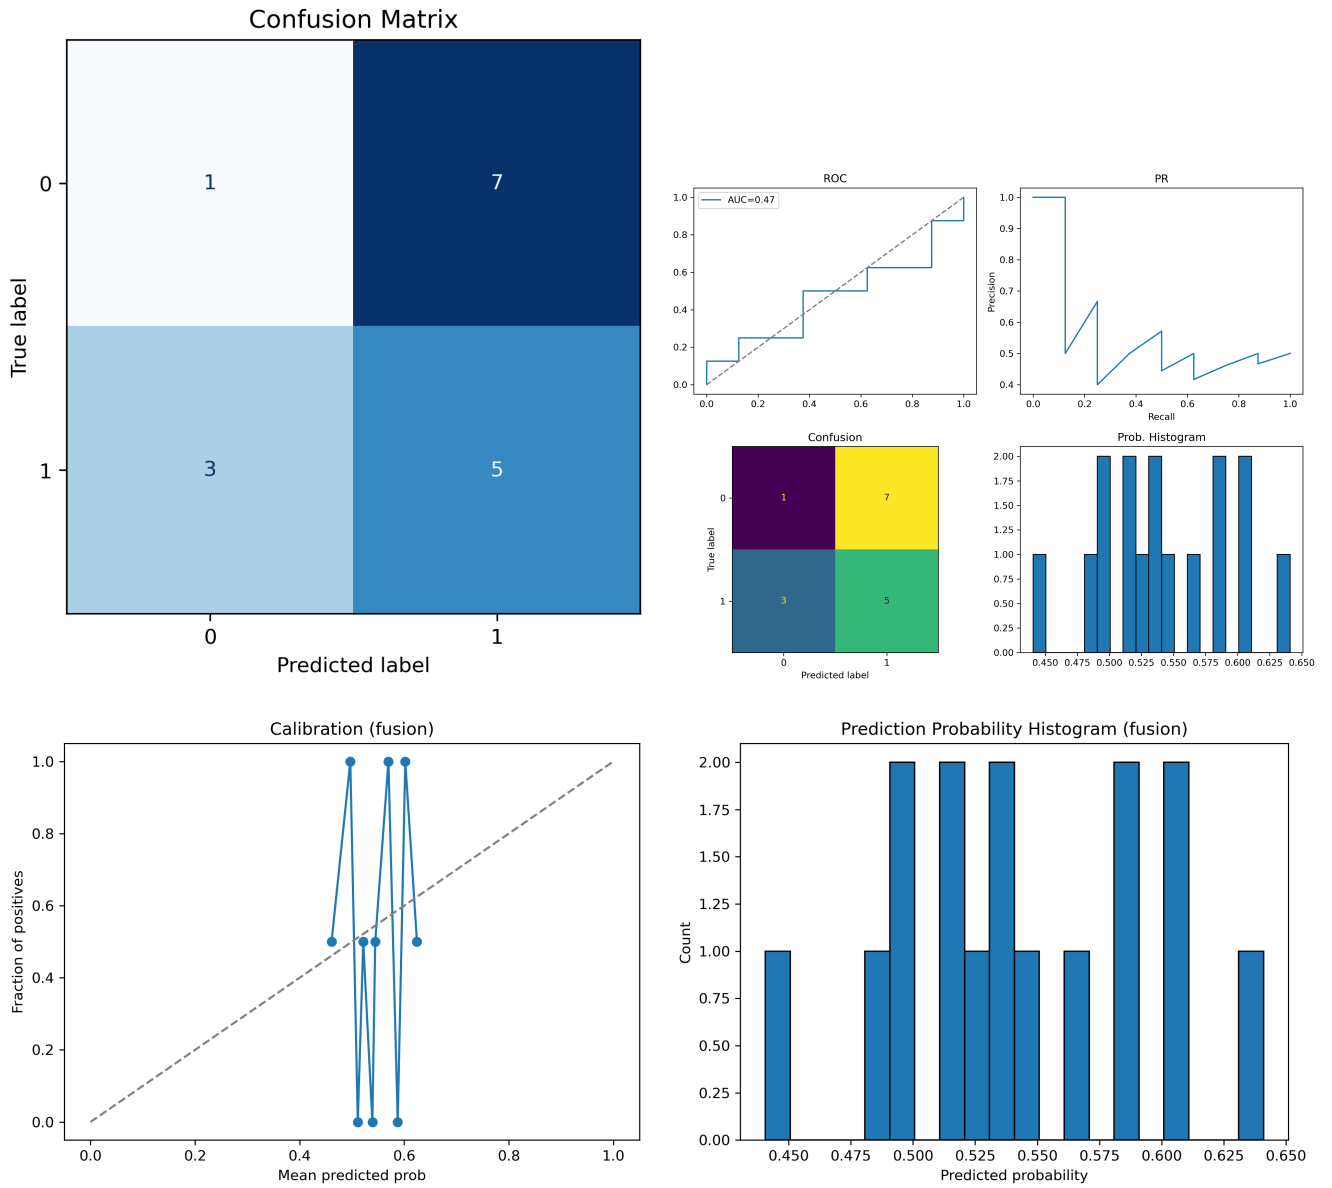 Confusion Matrix
True label
0
1
1 7
3 5
0 1
Predicted label
ROC
AUC=0.47
1.0
0.8
0.6
0.4
0.2
0.0
0.0 0.2 0.4 0.6 0.8 1.0
PR
Precision
1.0
0.9
0.8
0.7
0.6
0.5
0.4
0.0 0.2 0.4 0.6 0.8 1.0
Recall
Confusion
True label
0
1
1 7
3 5
0 1
Predicted label
Prob. Histogram
2.00
1.75
1.50
1.25
1.00
0.75
0.50
0.25
0.00
0.450 0.475 0.500 0.525 0.550 0.575 0.600 0.625 0.650
Calibration (fusion)
Fraction of positives
1.0
0.8
0.6
0.4
0.2
0.0
0.0 0.2 0.4 0.6 0.8 1.0
Mean predicted prob
Prediction Probability Histogram (fusion)
Count
2.00
1.75
1.50
1.25
1.00
0.75
0.50
0.25
0.00
0.450 0.475 0.500 0.525 0.550 0.575 0.600 0.625 0.650
Predicted probability